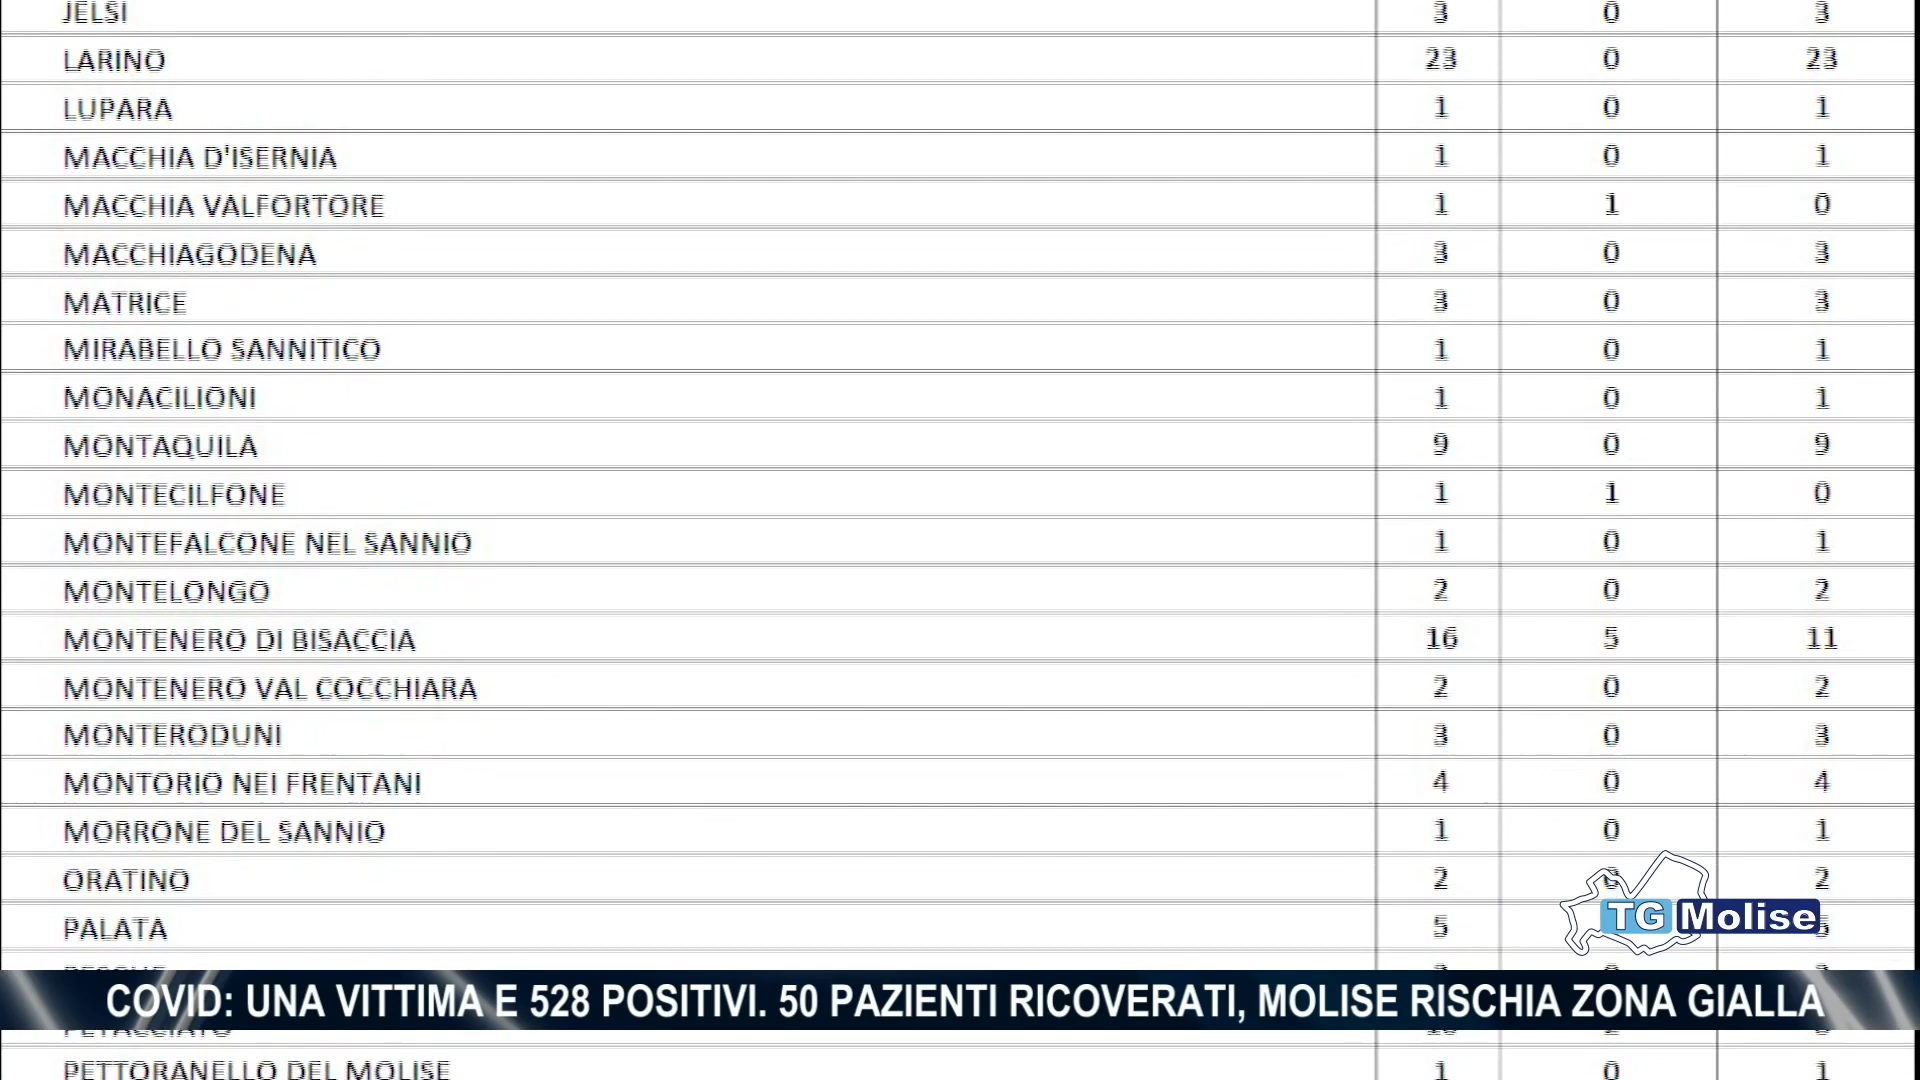 JELSI 3 0 3
LARINO 23 0 23
LUPARA 1 0 1
MACCHIA D'ISERNIA 1 0 1
MACCHIA VALFORTORE 1 1 0
MACCHIAGODENA 3 0 3
MATRICE 3 0 3
MIRABELLO SANNITICO 1 0 1
MONACILIONI 1 0 1
MONTAQUILA 9 0 9
MONTECILFONE 1 1 0
MONTEFALCONE NEL SANNIO 1 0 1
MONTELONGO 2 0 2
MONTENERO DI BISACCIA 16 5 11
MONTENERO VAL COCCHIARA 2 0 2
MONTERODUNI 3 0 3
MONTORIO NEI FRENTANI 4 0 4
MORRONE DEL SANNIO 1 0 1
ORATINO 2 0 2
PALATA 5 5
TG Molise
COVID: UNA VITTIMA E 528 POSITIVI. 50 PAZIENTI RICOVERATI, MOLISE RISCHIA ZONA GIALLA
PETTORANELLO DEL MOLISE 1 0 1